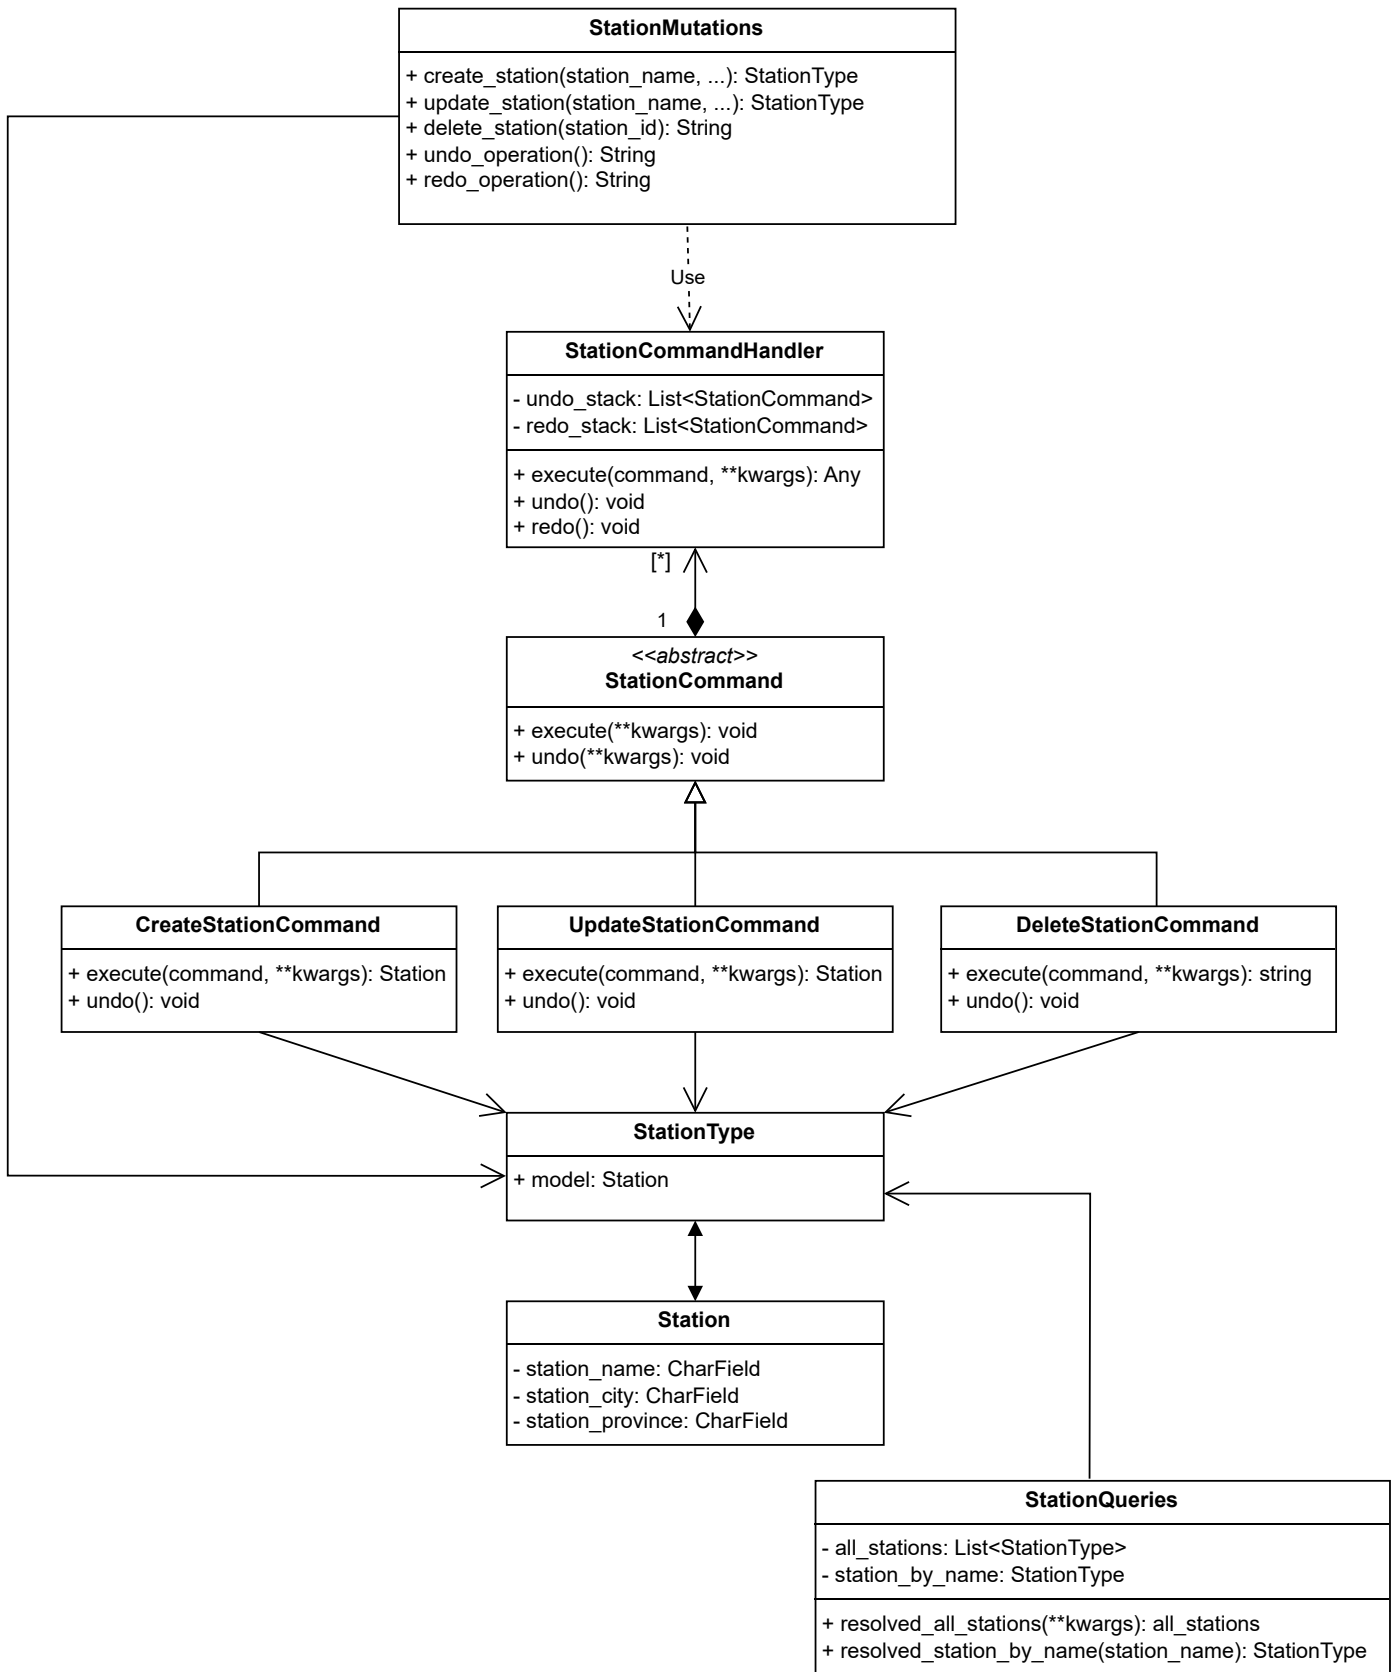 StationMutations
+ create_station(station_name, ...): StationType
+ update_station(station_name, ...): StationType
+ delete_station(station_id): String
+ undo_operation(): String
+ redo_operation(): String
Use
StationCommandHandler
- undo_stack: List<StationCommand>
- redo_stack: List<StationCommand>
+ execute(command, **kwargs): Any
+ undo(): void
+ redo(): void
[*]
1
<<abstract>>
StationCommand
+ execute(**kwargs): void
+ undo(**kwargs): void
CreateStationCommand
+ execute(command, **kwargs): Station
+ undo(): void
UpdateStationCommand
+ execute(command, **kwargs): Station
+ undo(): void
DeleteStationCommand
+ execute(command, **kwargs): string
+ undo(): void
StationType
+ model: Station
Station
- station_name: CharField
- station_city: CharField
- station_province: CharField
StationQueries
- all_stations: List<StationType>
- station_by_name: StationType
+ resolved_all_stations(**kwargs): all_stations
+ resolved_station_by_name(station_name): StationType